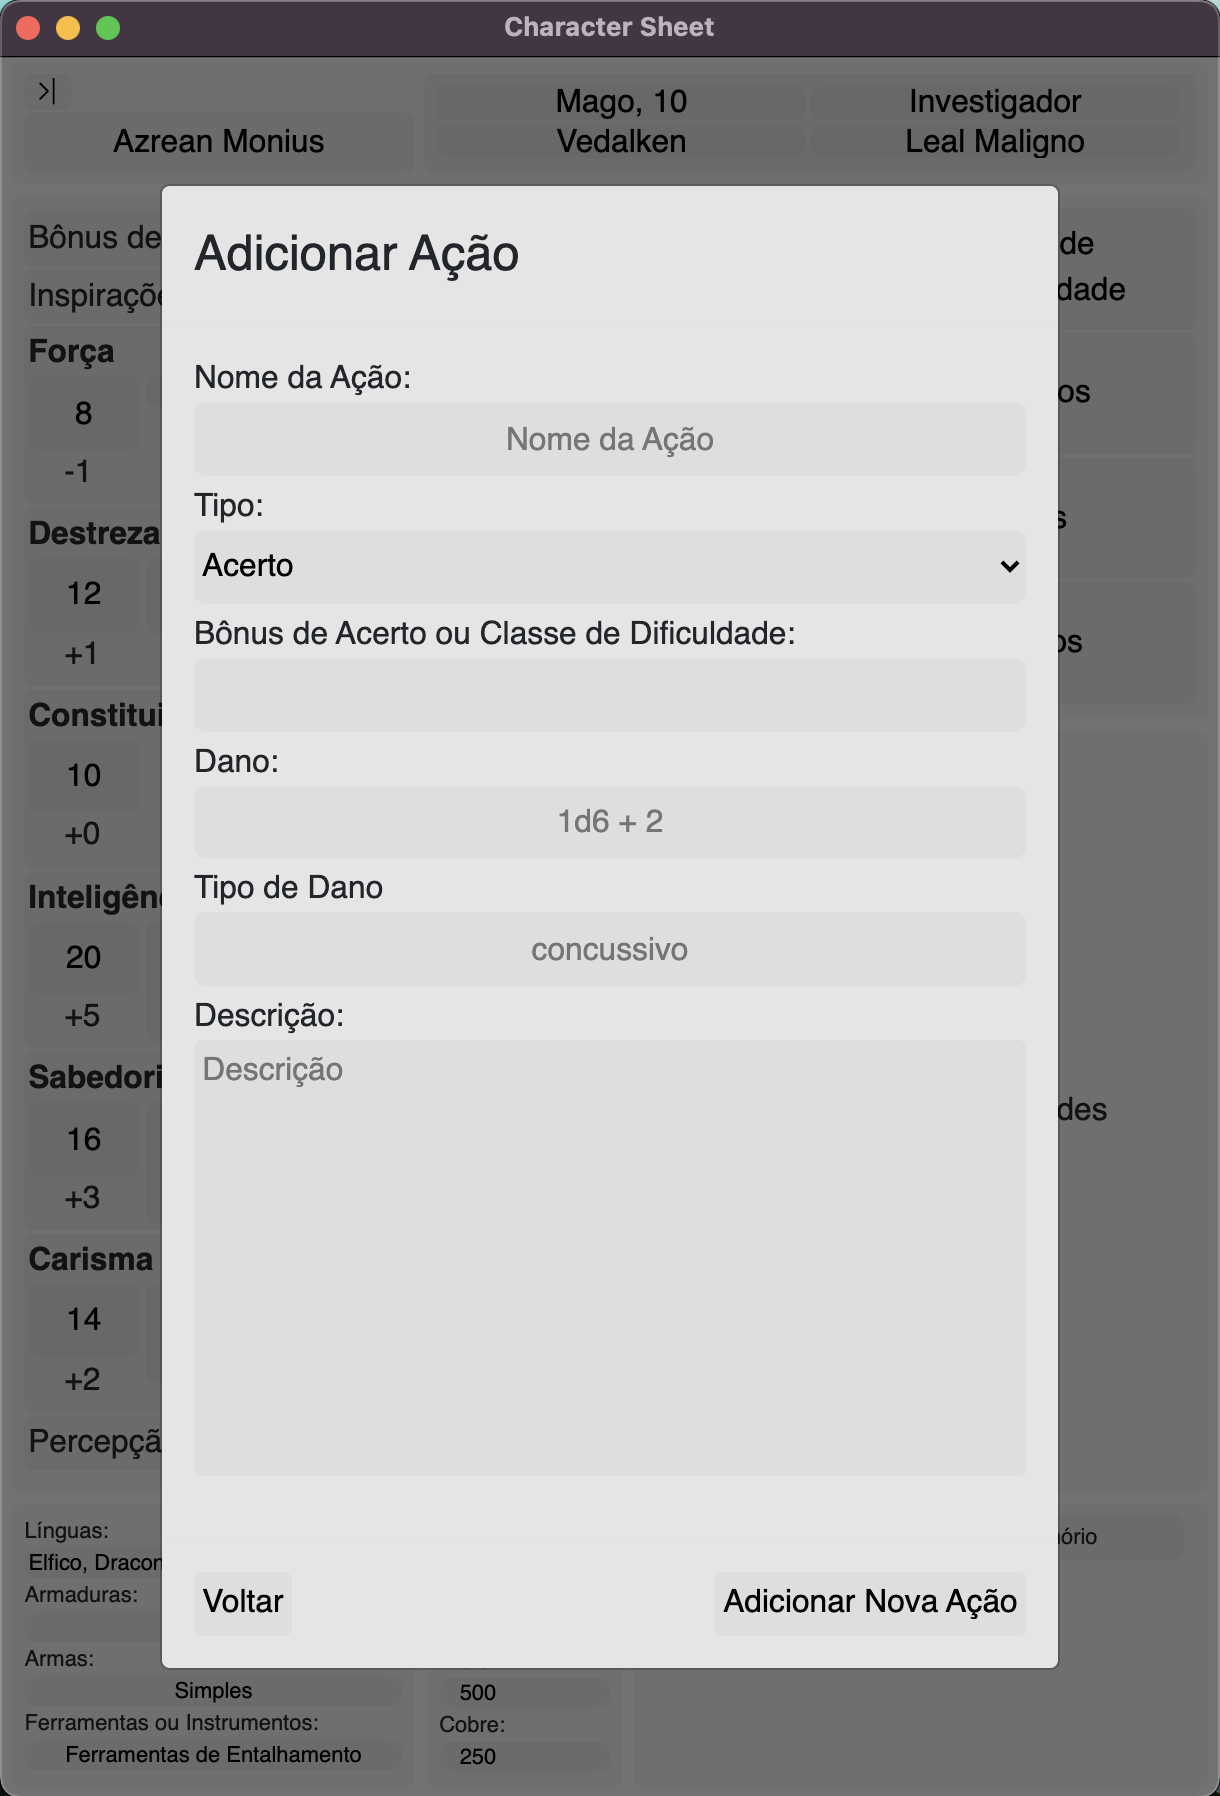 Character Sheet
>|
Azrean Monius
Mago, 10
Investigador
Vedalken
Leal Maligno
Bônus de
de
Inspiraçõe
dade
Força
8
-1
os
Destreza
12
+1
s
os
Constitui
10
+0
Inteligên
20
+5
Sabedori
16
+3
des
Carisma
14
+2
Percepçã
Adicionar Ação
Nome da Ação:
Nome da Ação
Tipo:
Acerto
Bônus de Acerto ou Classe de Dificuldade:
Dano:
1d6 + 2
Tipo de Dano
concussivo
Descrição:
Descrição
Voltar
Adicionar Nova Ação
Línguas:
Elfico, Dracon
Armaduras:
Armas:
Simples
Ferramentas ou Instrumentos:
Ferramentas de Entalhamento
500
Cobre:
250
ório